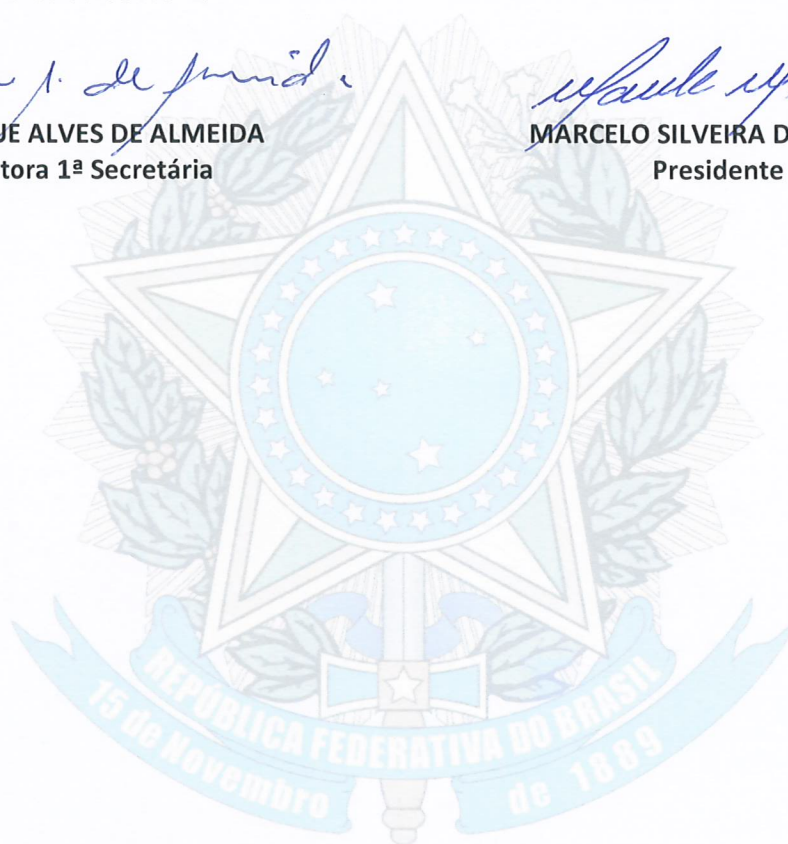 UE ALVES DE ALMEIDA
tora 1ª Secretária
MARCELO SILVEIRA D
Presidente
REPÚBLICA FEDERATIVA DO BRASIL
15 de Novembro de 1889